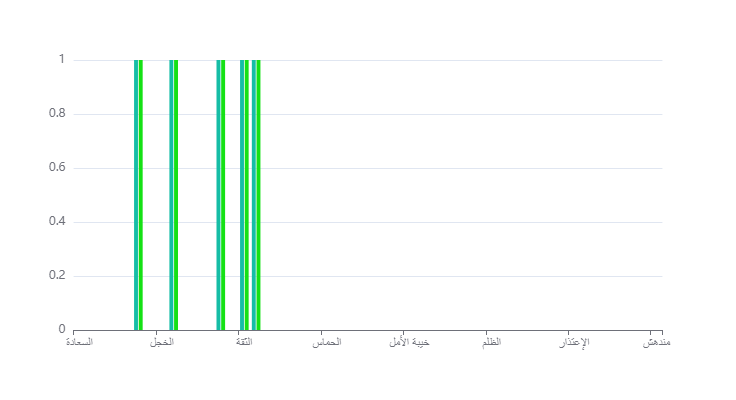 1
0.8
0.6
0.4
0.2
0
السعادة
الخجل
الثقة
الحماس
خيبة الأمل
الظلم
الإعتذار
مندهش